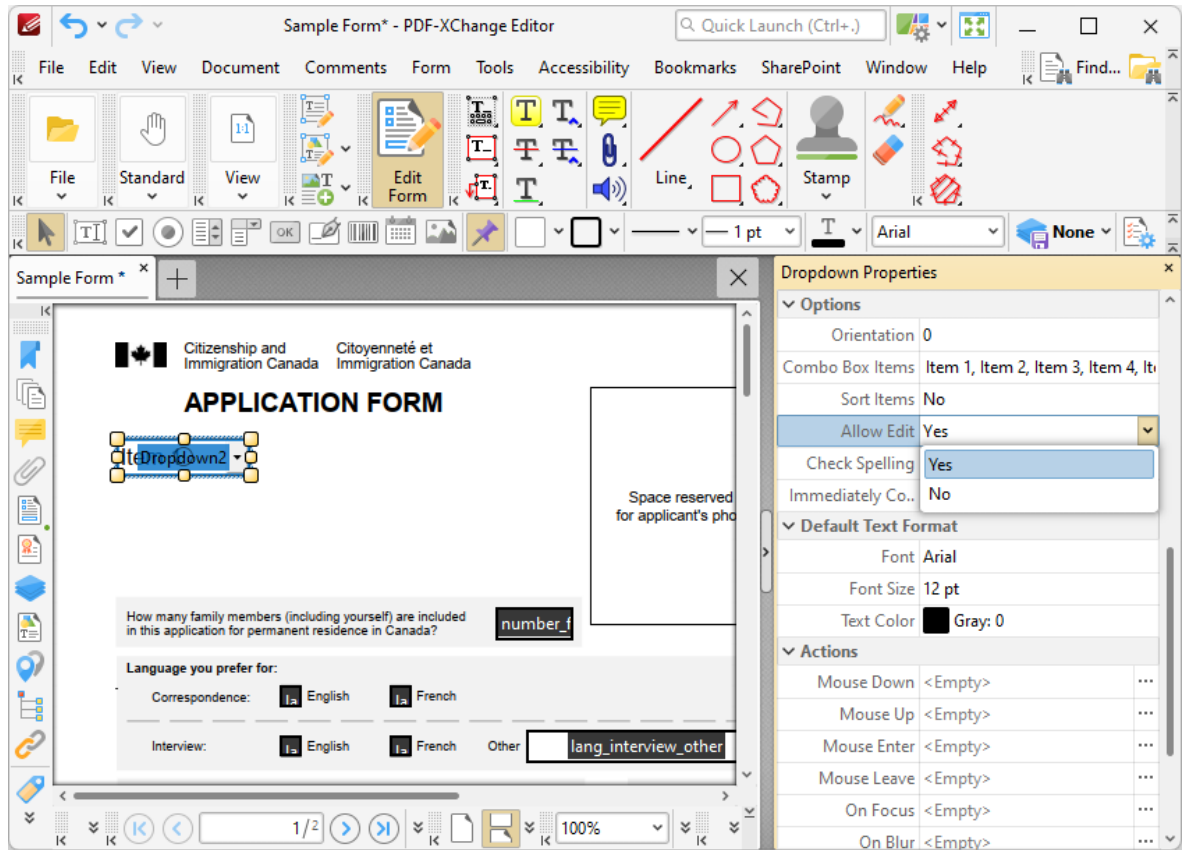 Sample Form* - PDF-XChange Editor
Quick Launch (Ctrl+.)
File Edit View Document Comments Form Tools Accessibility Bookmarks SharePoint Window Help Find...
File Standard View Edit Form Line Stamp
OK 1 pt Arial None
Sample Form *
Citizenship and Immigration Canada
Citoyenneté et Immigration Canada
APPLICATION FORM
Dropdown2
Space reserved
for applicant's pho
How many family members (including yourself) are included
in this application for permanent residence in Canada?
number_f
Language you prefer for:
Correspondence: la English la French
Interview: la English la French Other lang_interview_other
1/2 100%
Dropdown Properties
Options
Orientation 0
Combo Box Items Item 1, Item 2, Item 3, Item 4, It
Sort Items No
Allow Edit Yes
Check Spelling
Yes
Immediately Co..
No
Default Text Format
Font Arial
Font Size 12 pt
Text Color Gray: 0
Actions
Mouse Down <Empty> ...
Mouse Up <Empty> ...
Mouse Enter <Empty> ...
Mouse Leave <Empty> ...
On Focus <Empty> ...
On Blur <Empty> ...